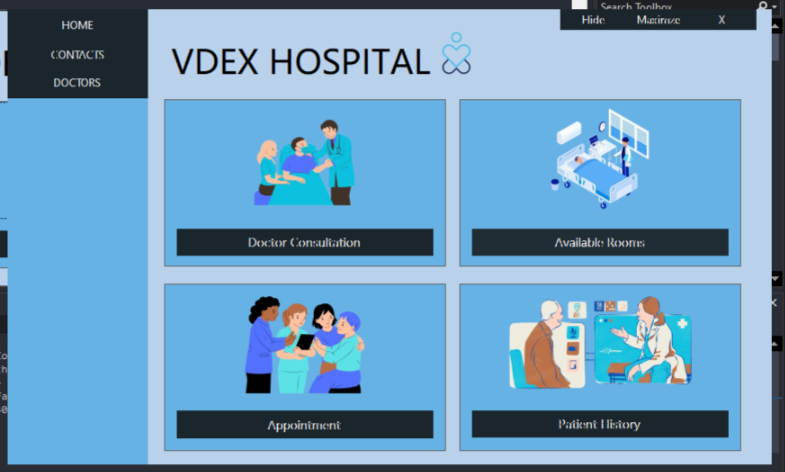 Search Toolbox
Hide Maximize X
HOME
CONTACTS
DOCTORS
VDEX HOSPITAL
Doctor Consultation
Available Rooms
Appointment
Patient History